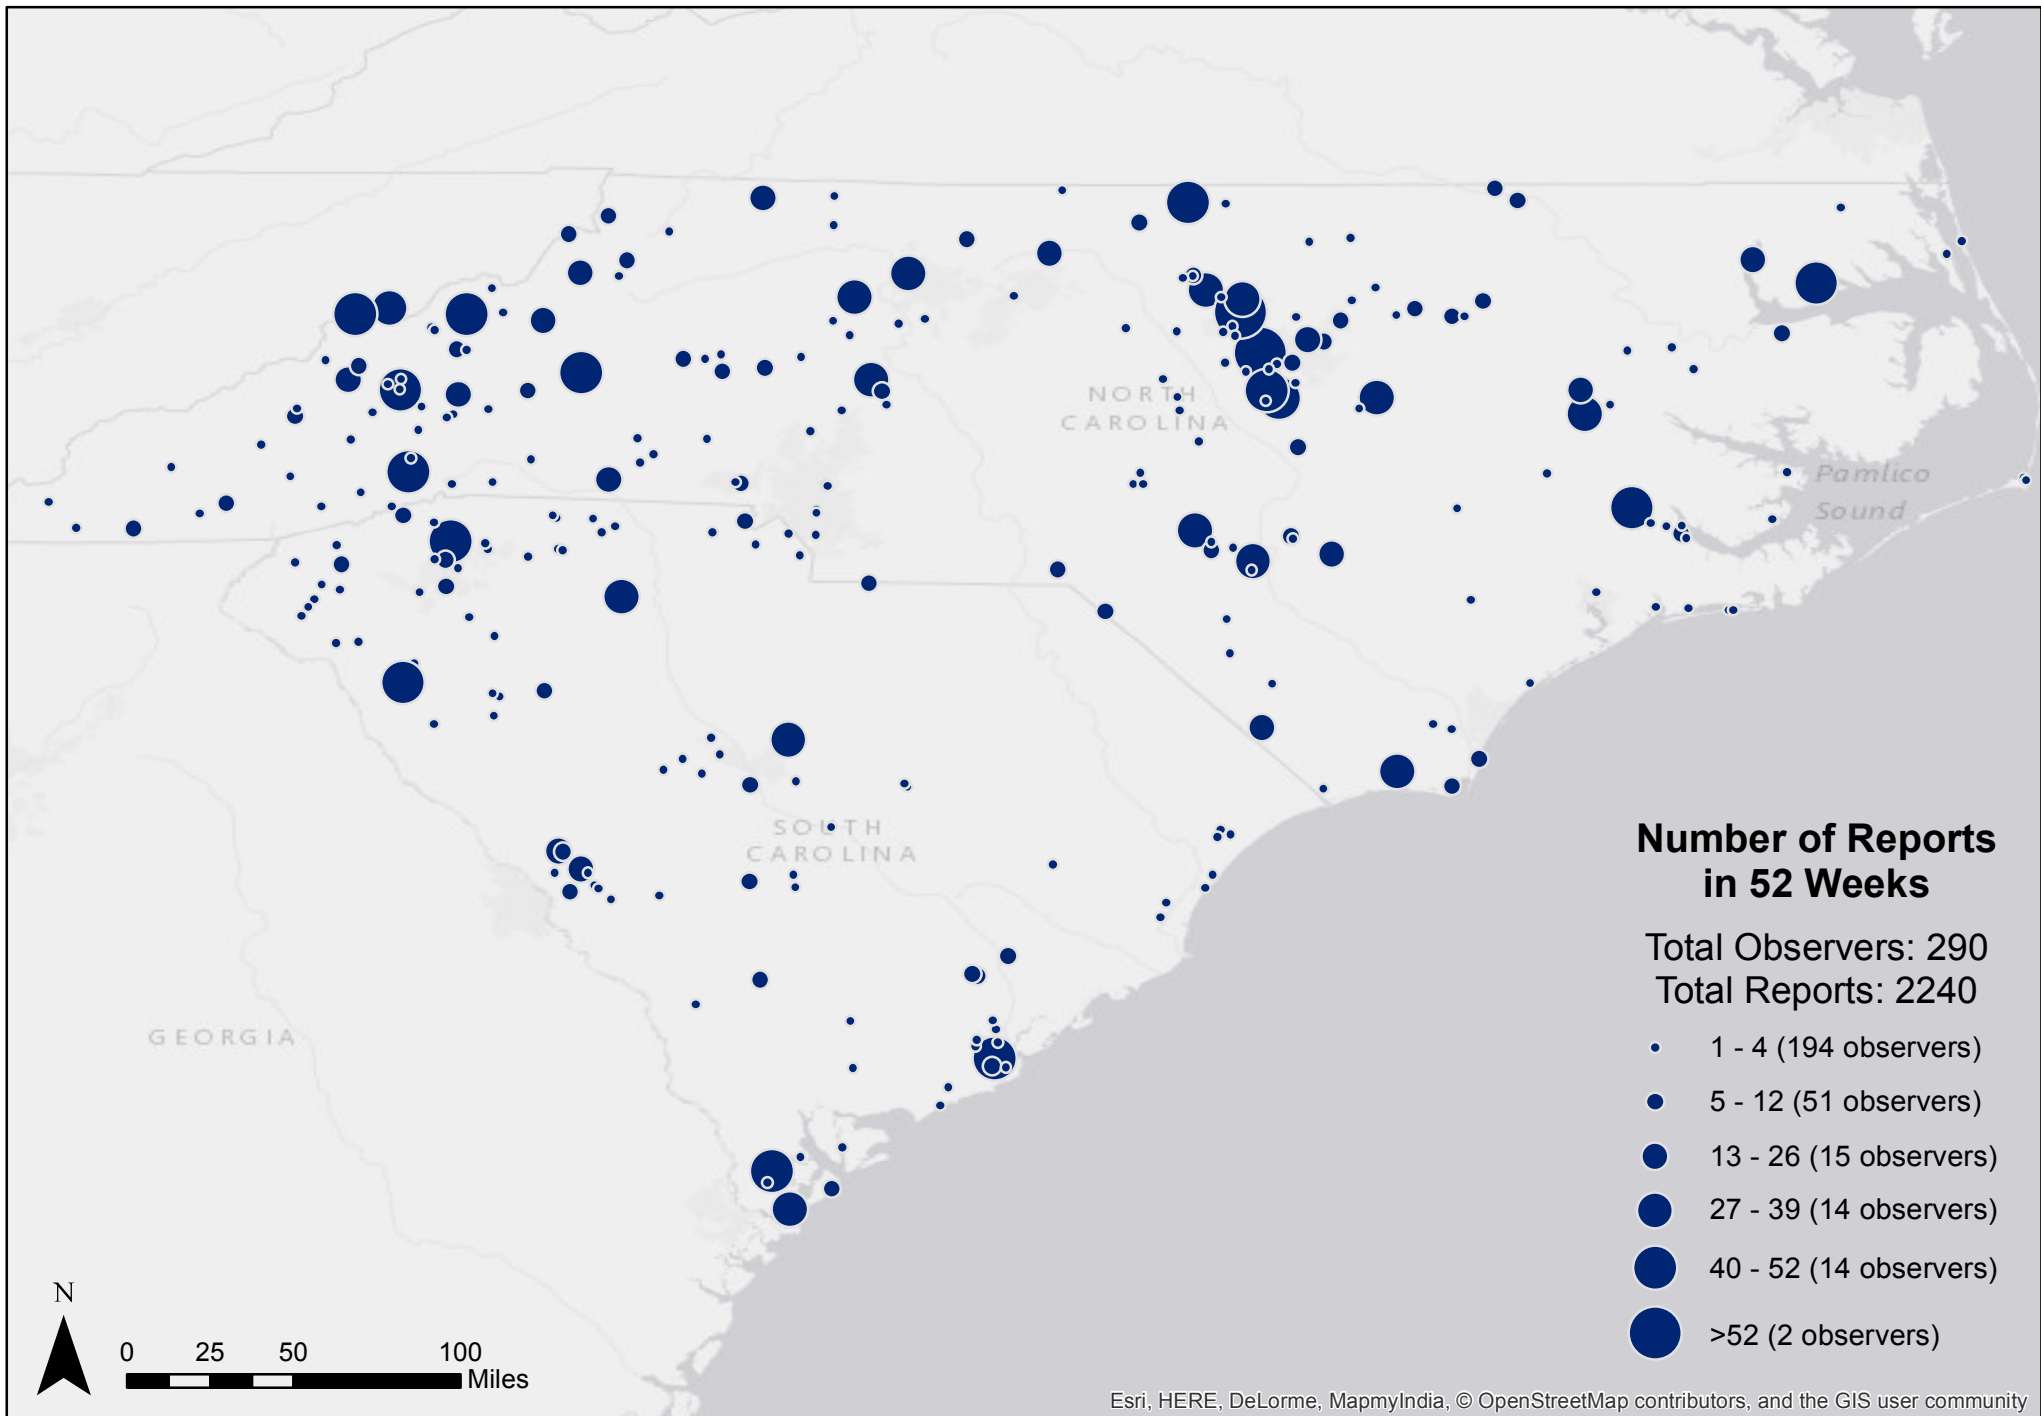 NORTH
CAROLINA
Pamlico
Sound
SOUTH
CAROLINA
GEORGIA
Number of Reports
in 52 Weeks
Total Observers: 290
Total Reports: 2240
1 - 4 (194 observers)
5 - 12 (51 observers)
13 - 26 (15 observers)
27 - 39 (14 observers)
40 - 52 (14 observers)
>52 (2 observers)
N
0 25 50 100
Miles
Esri, HERE, DeLorme, MapmyIndia, © OpenStreetMap contributors, and the GIS user community